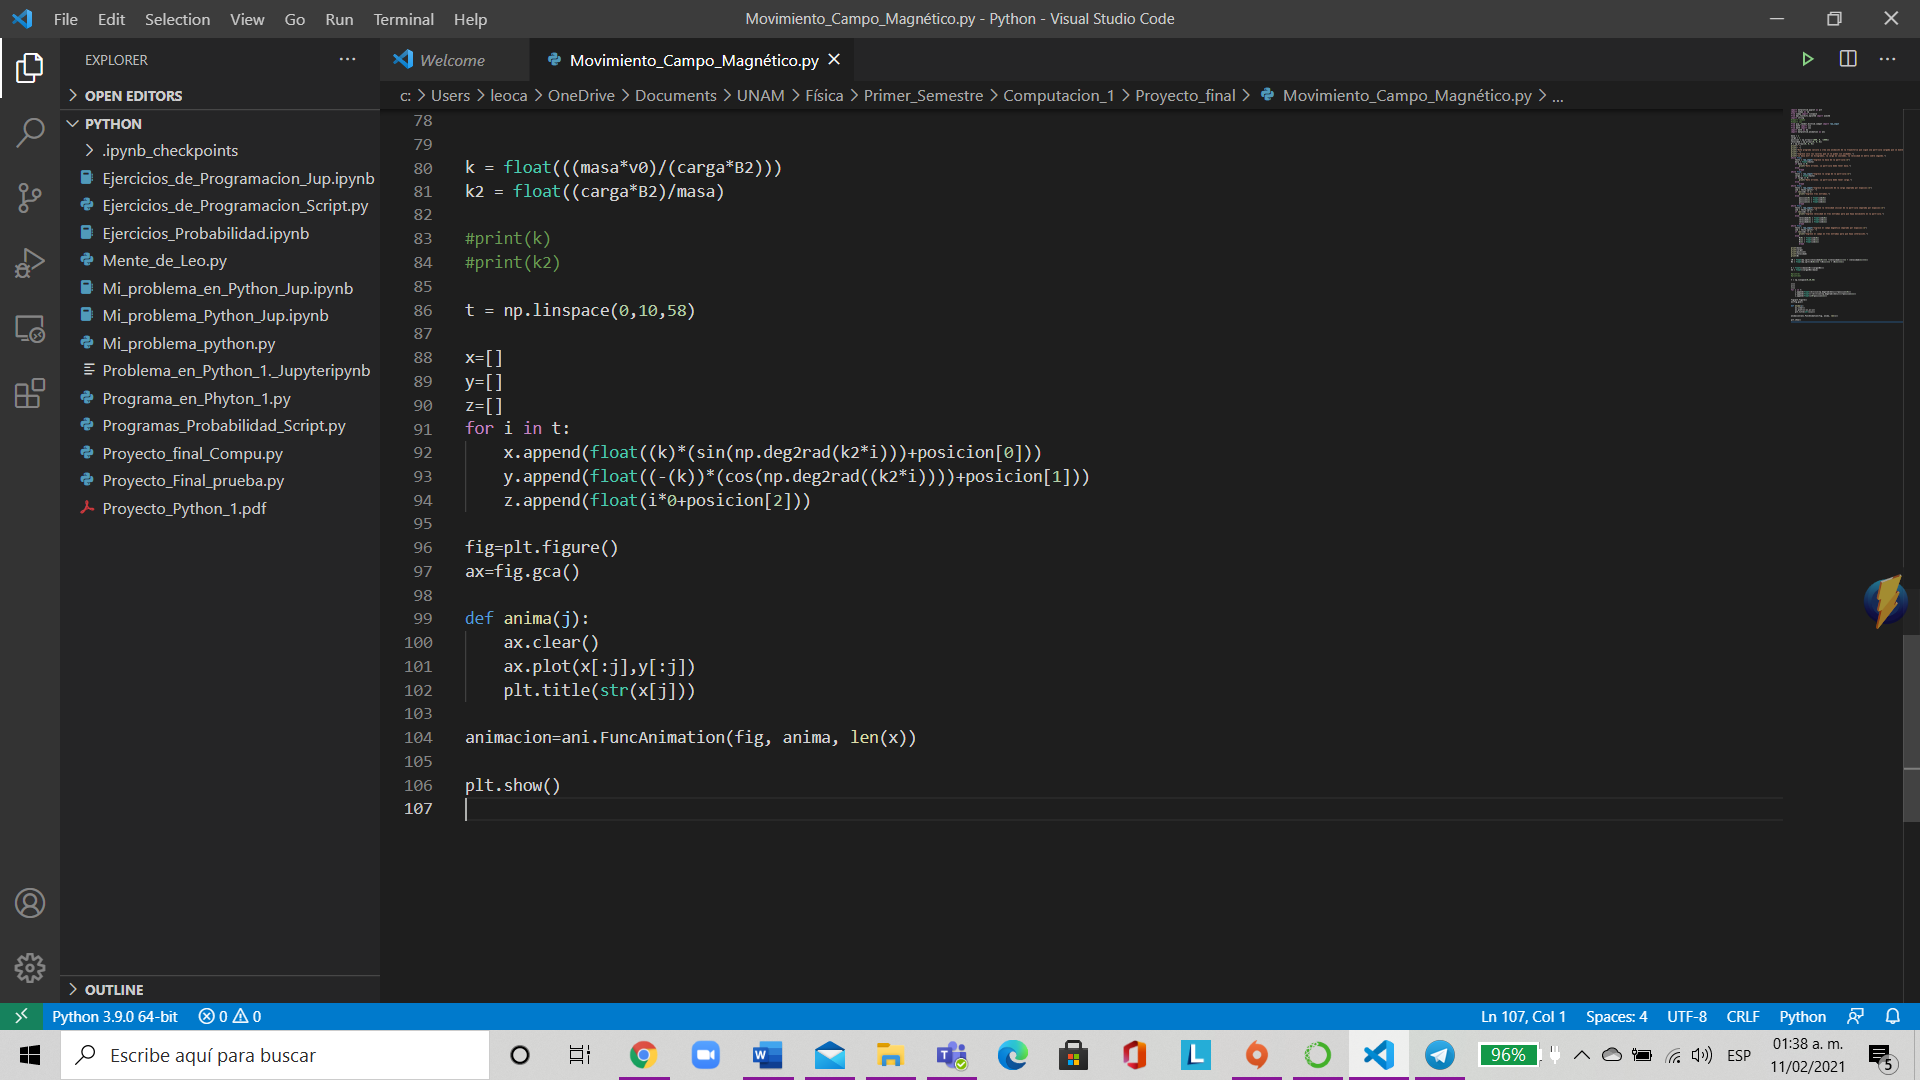 File Edit Selection View Go Run Terminal Help
Movimiento_Campo_Magnético.py - Python - Visual Studio Code
EXPLORER
Welcome
Movimiento_Campo_Magnético.py
OPEN EDITORS
c: > Users > leoca > OneDrive > Documents > UNAM > Física > Primer_Semestre > Computacion_1 > Proyecto_final > Movimiento_Campo_Magnético.py > ...
PYTHON
.ipynb_checkpoints
Ejercicios_de_Programacion_Jup.ipynb
Ejercicios_de_Programacion_Script.py
Ejercicios_Probabilidad.ipynb
Mente_de_Leo.py
Mi_problema_en_Python_Jup.ipynb
Mi_problema_Python_Jup.ipynb
Mi_problema_python.py
Problema_en_Python_1._Jupyteripynb
Programa_en_Phyton_1.py
Programas_Probabilidad_Script.py
Proyecto_final_Compu.py
Proyecto_Final_prueba.py
Proyecto_Python_1.pdf
OUTLINE
78
79
80 k = float(((masa*v0)/(carga*B2)))
81 k2 = float((carga*B2)/masa)
82
83 #print(k)
84 #print(k2)
85
86 t = np.linspace(0,10,58)
87
88 x=[]
89 y=[]
90 z=[]
91 for i in t:
92 x.append(float((k)*(sin(np.deg2rad(k2*i)))+posicion[0]))
93 y.append(float((-(k))*(cos(np.deg2rad((k2*i))))+posicion[1]))
94 z.append(float(i*0+posicion[2]))
95
96 fig=plt.figure()
97 ax=fig.gca()
98
99 def anima(j):
100 ax.clear()
101 ax.plot(x[:j],y[:j])
102 plt.title(str(x[j]))
103
104 animacion=ani.FuncAnimation(fig, anima, len(x))
105
106 plt.show()
107
Python 3.9.0 64-bit 0 0
Ln 107, Col 1 Spaces: 4 UTF-8 CRLF Python
Escribe aquí para buscar
96%
ESP
01:38 a. m.
11/02/2021
5